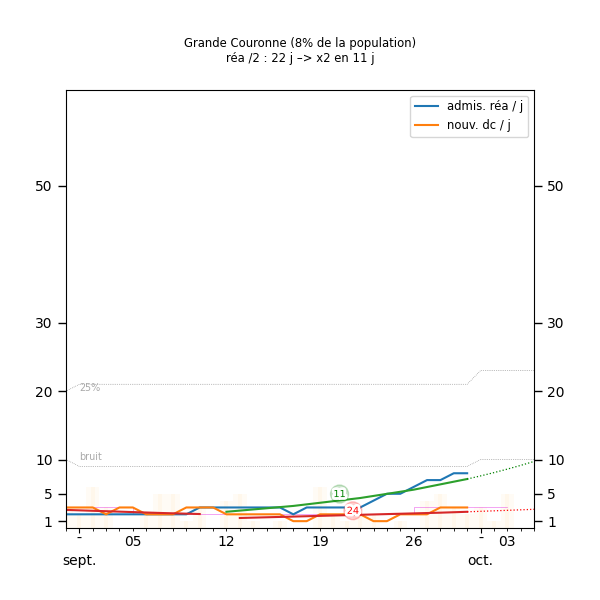 Grande Couronne (8% de la population)
réa /2 : 22 j –> x2 en 11 j
admis. réa / j
nouv. dc / j
50 50
30 30
25%
20 20
bruit
10 10
11
5 5
24
1 1
- 05 12 19 26 - 03
sept. oct.